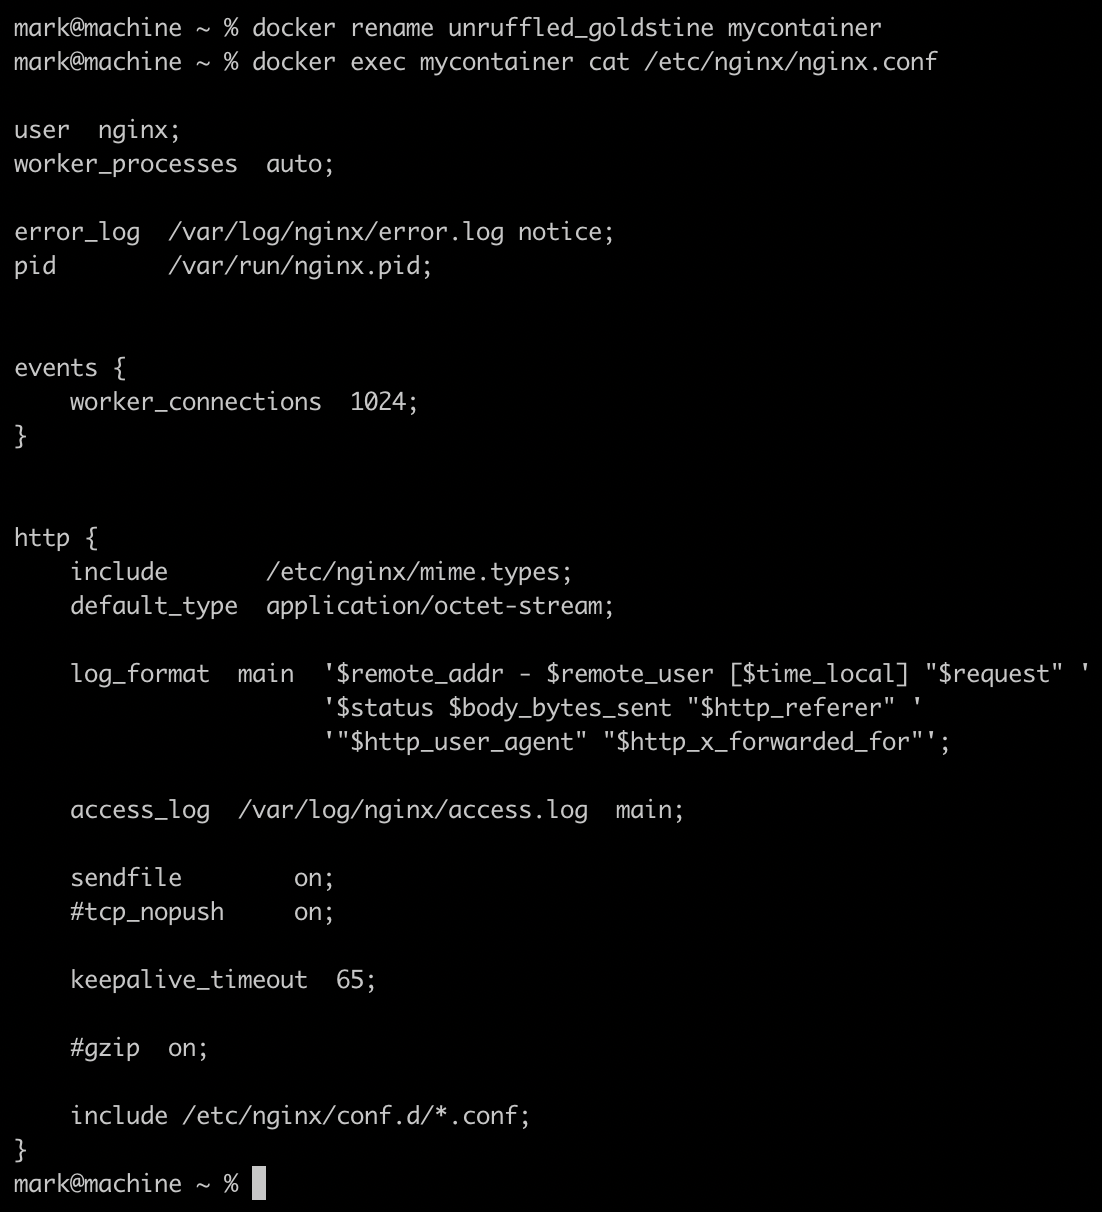 mark@machine ~ % docker rename unruffled_goldstine mycontainer
mark@machine ~ % docker exec mycontainer cat /etc/nginx/nginx.conf

user  nginx;
worker_processes  auto;

error_log  /var/log/nginx/error.log notice;
pid        /var/run/nginx.pid;


events {
    worker_connections  1024;
}


http {
    include       /etc/nginx/mime.types;
    default_type  application/octet-stream;

    log_format  main  '$remote_addr - $remote_user [$time_local] "$request" '
                      '$status $body_bytes_sent "$http_referer" '
                      '"$http_user_agent" "$http_x_forwarded_for"';

    access_log  /var/log/nginx/access.log  main;

    sendfile        on;
    #tcp_nopush     on;

    keepalive_timeout  65;

    #gzip  on;

    include /etc/nginx/conf.d/*.conf;
}
mark@machine ~ %